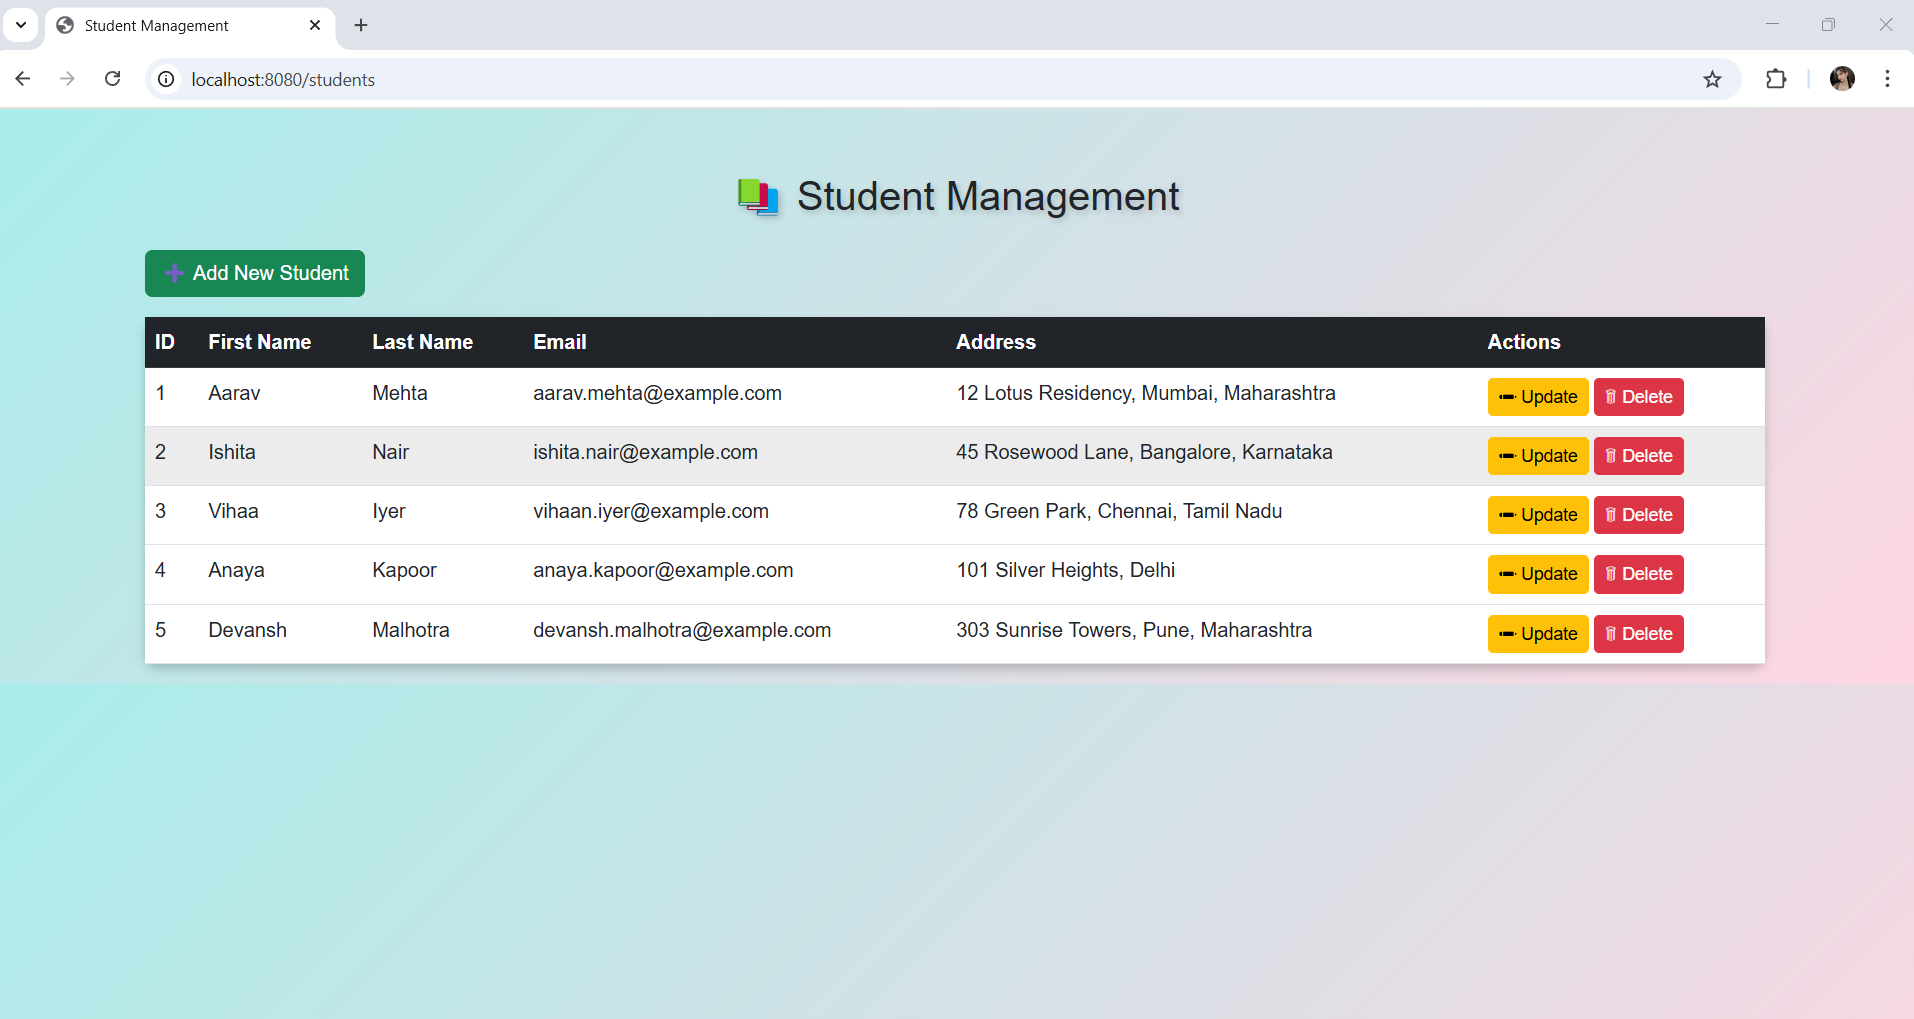 Student Management
localhost:8080/students
📚 Student Management
➕ Add New Student
ID First Name Last Name Email Address Actions
1 Aarav Mehta aarav.mehta@example.com 12 Lotus Residency, Mumbai, Maharashtra Update Delete
2 Ishita Nair ishita.nair@example.com 45 Rosewood Lane, Bangalore, Karnataka Update Delete
3 Vihaa Iyer vihaan.iyer@example.com 78 Green Park, Chennai, Tamil Nadu Update Delete
4 Anaya Kapoor anaya.kapoor@example.com 101 Silver Heights, Delhi Update Delete
5 Devansh Malhotra devansh.malhotra@example.com 303 Sunrise Towers, Pune, Maharashtra Update Delete